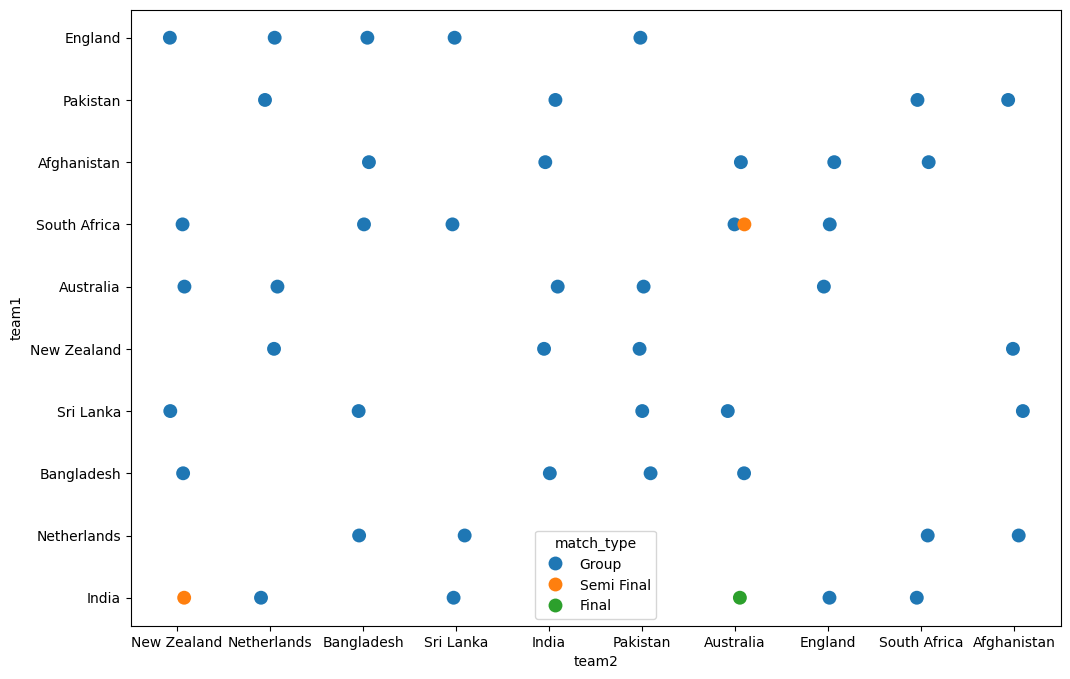 team1
England
Pakistan
Afghanistan
South Africa
Australia
New Zealand
Sri Lanka
Bangladesh
Netherlands
India
match_type
Group
Semi Final
Final
New Zealand Netherlands Bangladesh Sri Lanka India Pakistan Australia England South Africa Afghanistan
team2